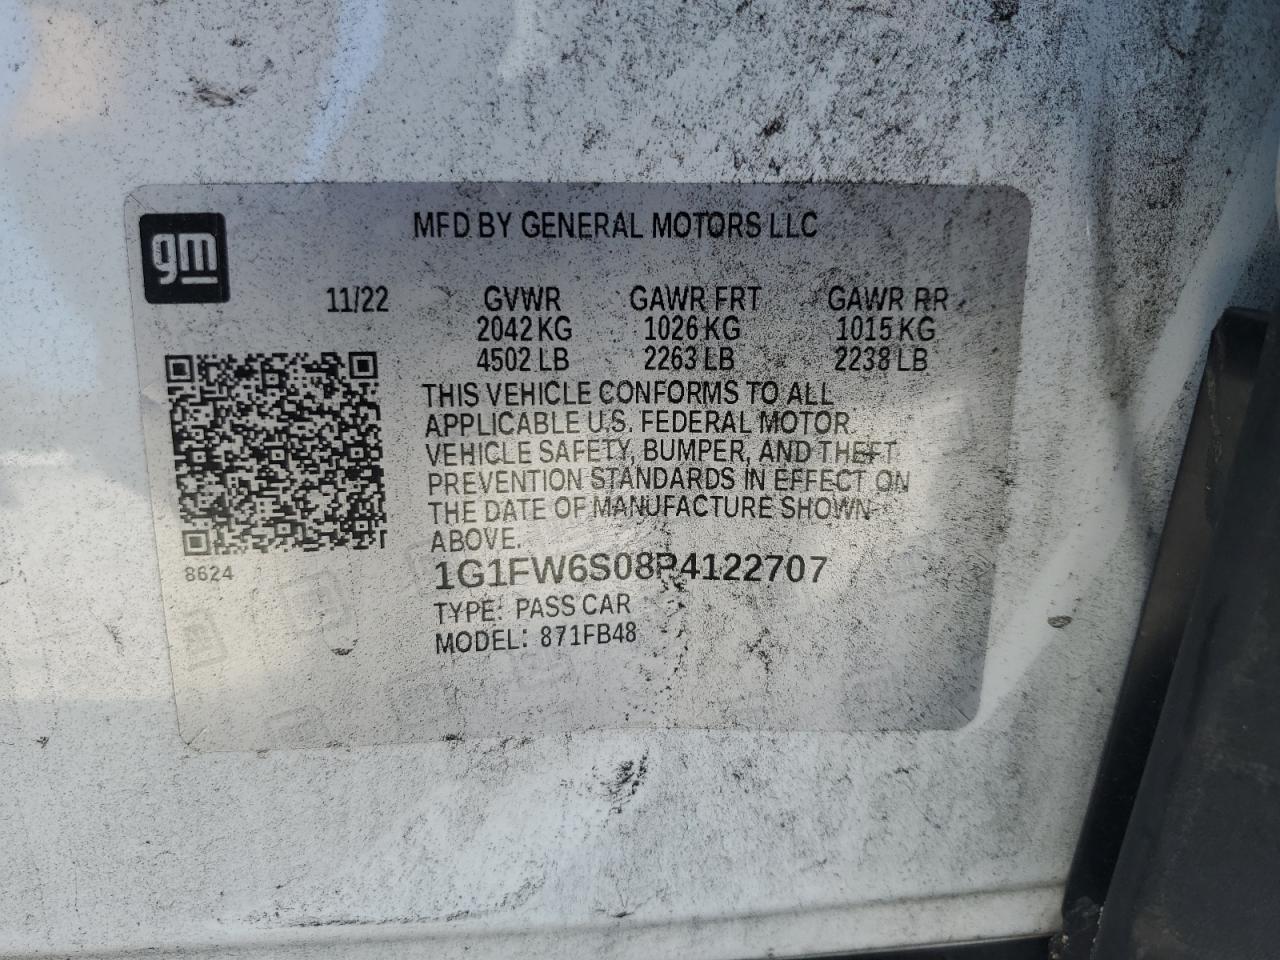 MFD BY GENERAL MOTORS LLC
gm
11/22 GVWR GAWR FRT GAWR RR
2042 KG 1026 KG 1015 KG
4502 LB 2263 LB 2238 LB
THIS VEHICLE CONFORMS TO ALL
APPLICABLE U.S. FEDERAL MOTOR
VEHICLE SAFETY, BUMPER, AND THEFT
PREVENTION STANDARDS IN EFFECT ON
THE DATE OF MANUFACTURE SHOWN
ABOVE.
8624
1G1FW6S08P4122707
TYPE: PASS CAR
MODEL: 871FB48